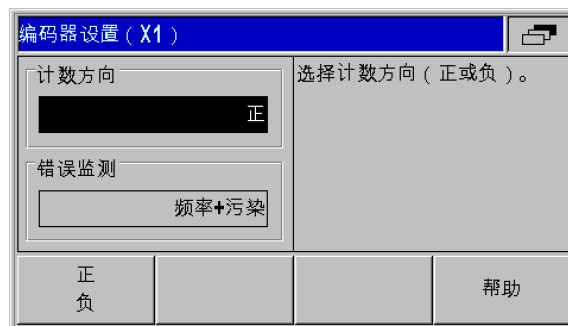 编码器设置（X1）
计数方向
正
选择计数方向（正或负）。
错误监测
频率+污染
正
负
帮助